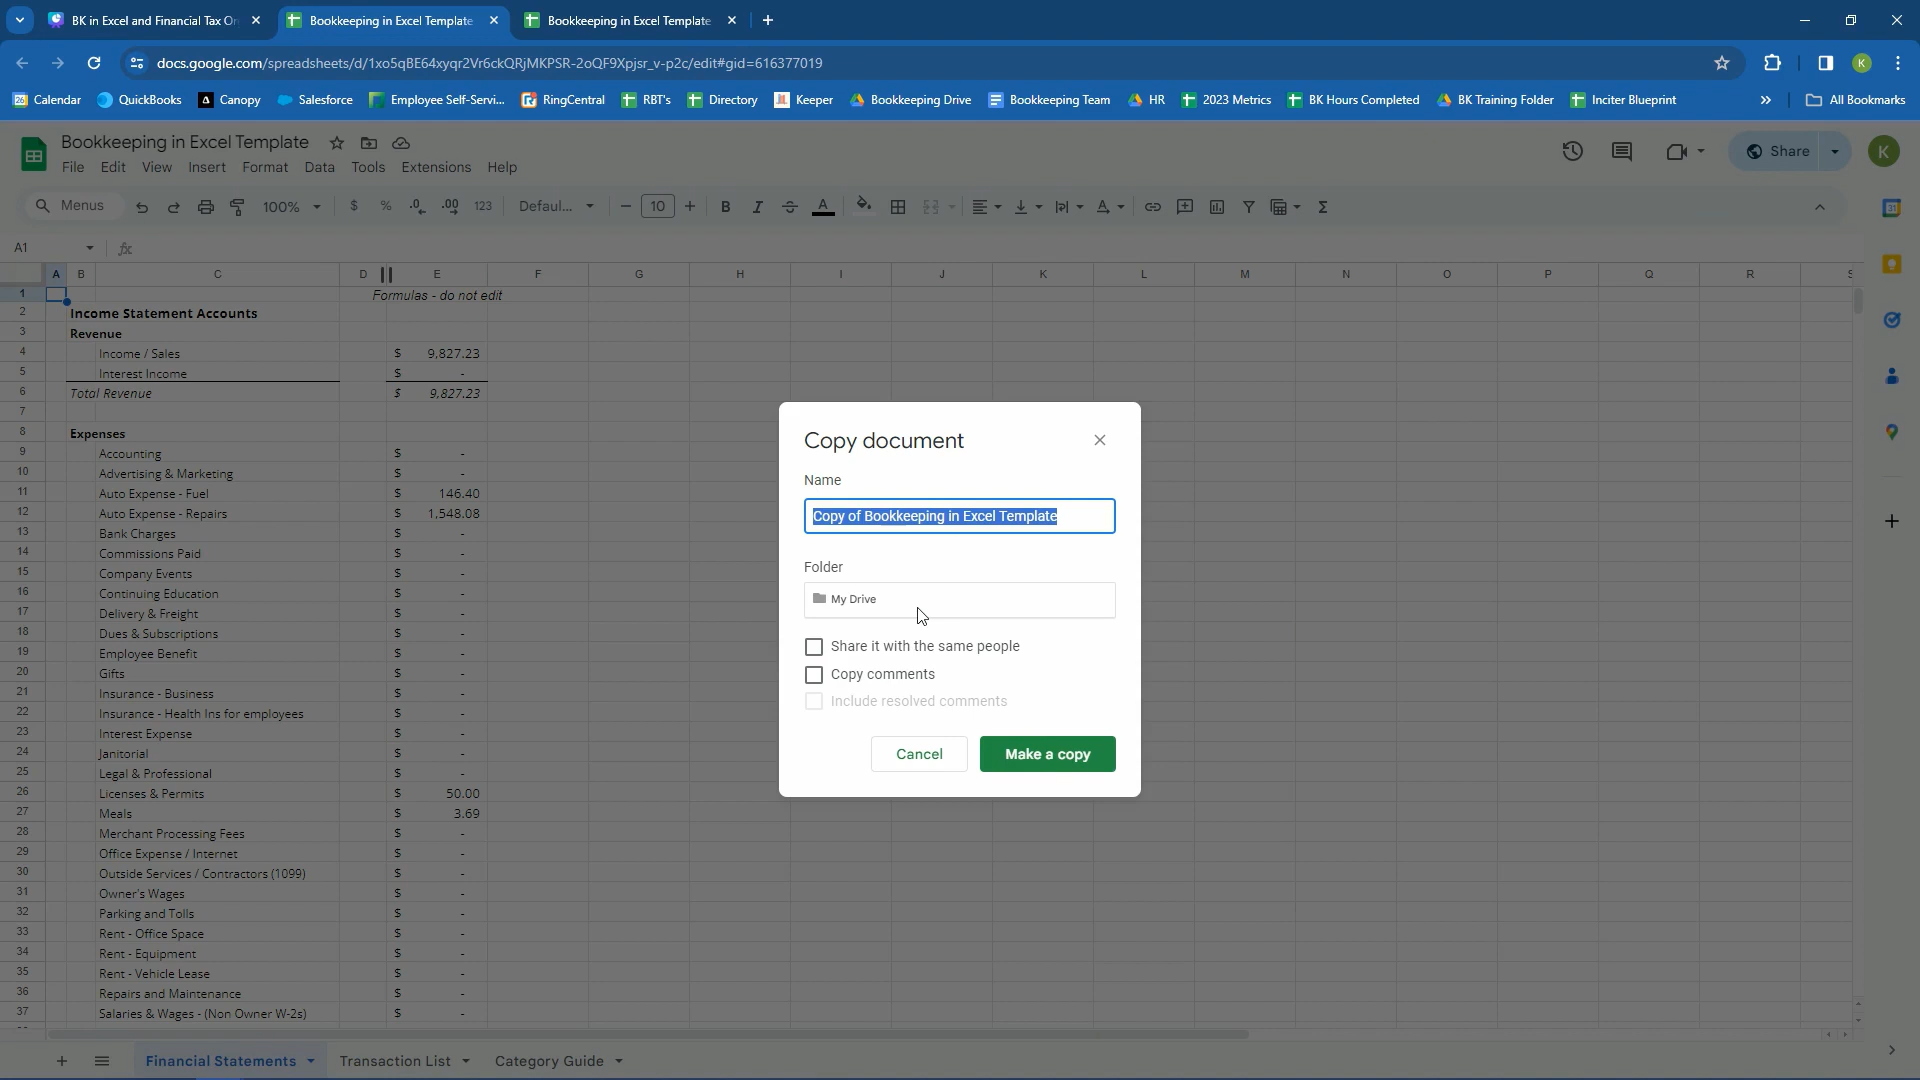 BK in Excel and Financial Tax Or
Bookkeeping in Excel Template
Bookkeeping in Excel Template
docs.google.com/spreadsheets/d/1xo5qBE64xyqr2Vr6ckQRjMKPSR-2oQF9Xpjsr_v-p2c/edit#gid=616377019
K
Calendar QuickBooks Canopy Salesforce Employee Self-Servi... RingCentral RBT's Directory Keeper Bookkeeping Drive Bookkeeping Team HR 2023 Metrics BK Hours Completed BK Training Folder Inciter Blueprint » All Bookmarks
Bookkeeping in Excel Template
File Edit View Insert Format Data Tools Extensions Help
Share
K
Menus 100% $ % .0 .00 123 Defaul... − 10 + B I A Σ
A1 fx
A B C D E F G H I J K L M N O P Q R S
1 Formulas - do not edit
2 Income Statement Accounts
3 Revenue
4 Income / Sales $ 9,827.23
5 Interest Income $ -
6 Total Revenue $ 9,827.23
7
8 Expenses
9 Accounting $ -
10 Advertising & Marketing $ -
11 Auto Expense - Fuel $ 146.40
12 Auto Expense - Repairs $ 1,548.08
13 Bank Charges $ -
14 Commissions Paid $ -
15 Company Events $ -
16 Continuing Education $ -
17 Delivery & Freight $ -
18 Dues & Subscriptions $ -
19 Employee Benefit $ -
20 Gifts $ -
21 Insurance - Business $ -
22 Insurance - Health Ins for employees $ -
23 Interest Expense $ -
24 Janitorial $ -
25 Legal & Professional $ -
26 Licenses & Permits $ 50.00
27 Meals $ 3.69
28 Merchant Processing Fees $ -
29 Office Expense / Internet $ -
30 Outside Services / Contractors (1099) $ -
31 Owner's Wages $ -
32 Parking and Tolls $ -
33 Rent - Office Space $ -
34 Rent - Equipment $ -
35 Rent - Vehicle Lease $ -
36 Repairs and Maintenance $ -
37 Salaries & Wages - (Non Owner W-2s) $ -
Copy document
Name
Copy of Bookkeeping in Excel Template
Folder
My Drive
Share it with the same people
Copy comments
Include resolved comments
Cancel Make a copy
Financial Statements Transaction List Category Guide